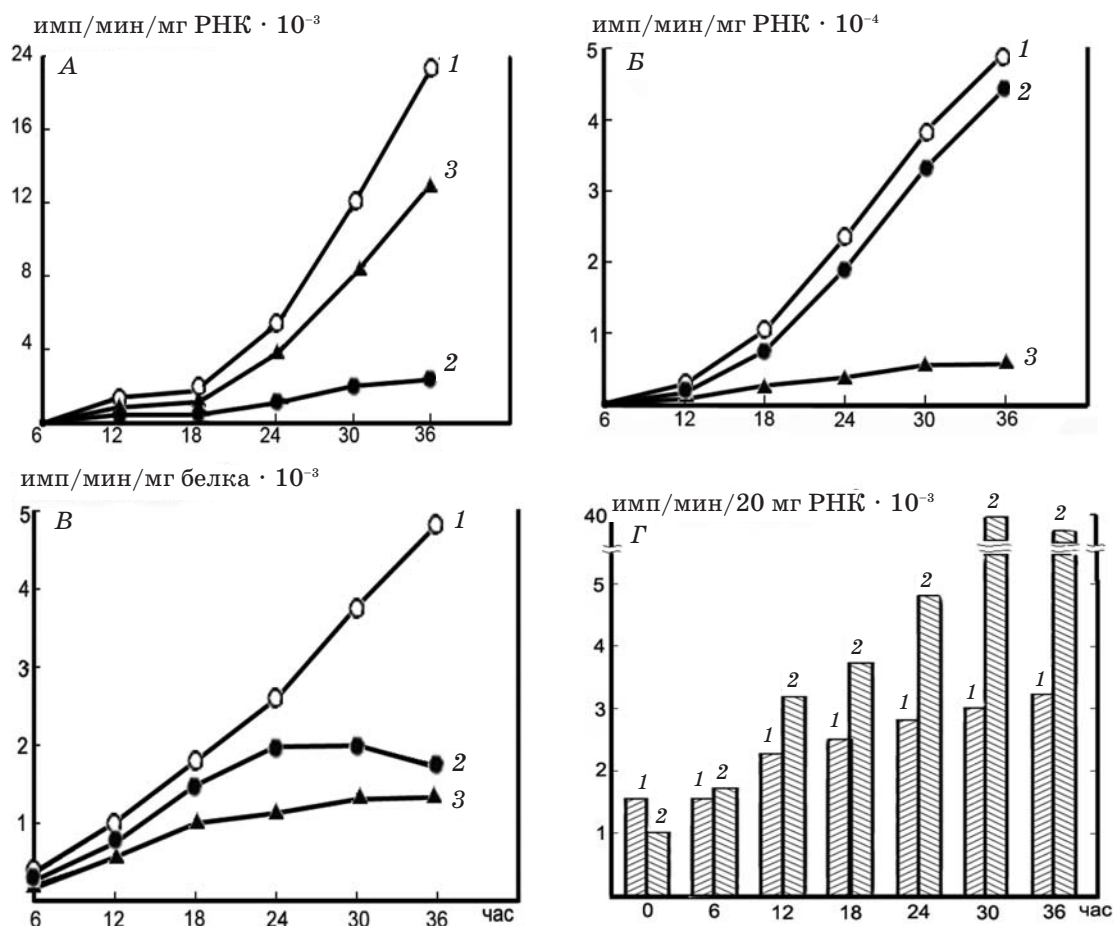 имп/мин/мг РНК · 10⁻³
24
А
1
16
3
12
8
4
2
6 12 18 24 30 36
имп/мин/мг РНК · 10⁻⁴
5
Б
1
2
4
3
2
1
3
6 12 18 24 30 36
имп/мин/мг белка · 10⁻³
5
В
1
4
3
2
2
3
1
6 12 18 24 30 36 час
имп/мин/20 мг РНК · 10⁻³
40
Г
2 2
5
2
4
2
2
3
1 1 1
1 1
2
1 1 2
1
2
0 6 12 18 24 30 36 час